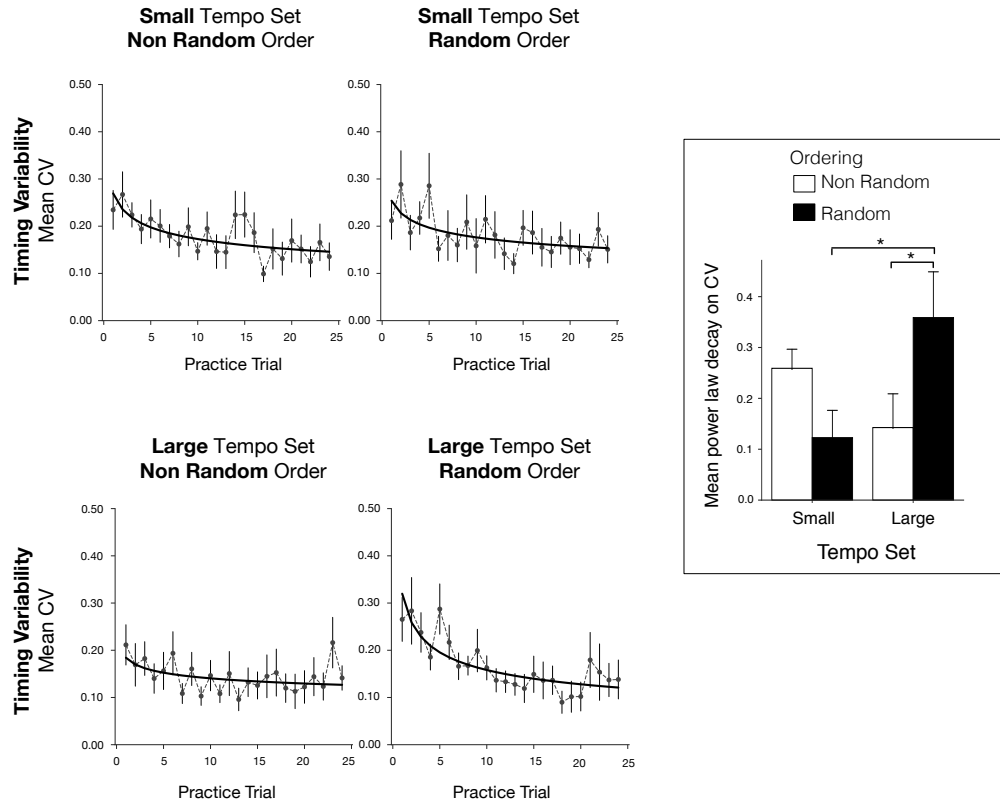 Small Tempo Set
Non Random Order
Small Tempo Set
Random Order
Timing Variability
Mean CV
0.50
0.40
0.30
0.20
0.10
0.00
0 5 10 15 20 25
Practice Trial
0.50
0.40
0.30
0.20
0.10
0.00
0 5 10 15 20 25
Practice Trial
Large Tempo Set
Non Random Order
Large Tempo Set
Random Order
Timing Variability
Mean CV
0.50
0.40
0.30
0.20
0.10
0.00
0 5 10 15 20 25
Practice Trial
0.50
0.40
0.30
0.20
0.10
0.00
0 5 10 15 20 25
Practice Trial
Ordering
Non Random
Random
*
*
Mean power law decay on CV
0.4
0.3
0.2
0.1
0.0
Small Large
Tempo Set